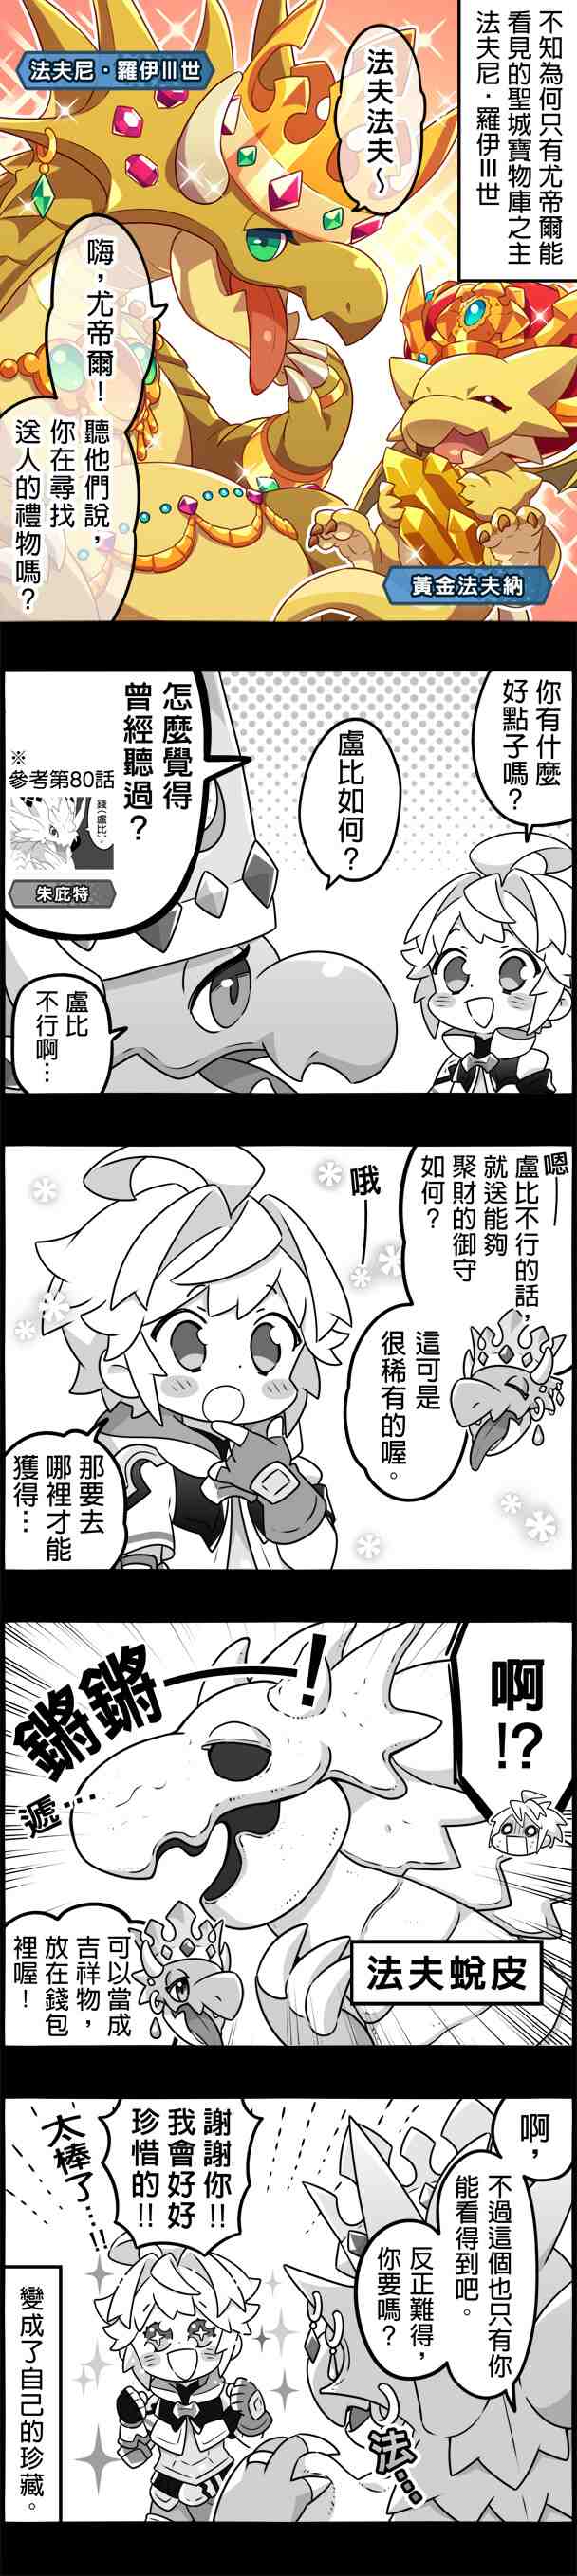 不知為何只有尤帝爾能
看見的聖城寶物庫之主
法夫尼．羅伊III世
法夫法夫～
法夫尼．羅伊III世
嗨，尤帝爾！
聽他們說，
你在尋找
送人的禮物嗎？
黃金法夫納
你有什麼
好點子嗎？
盧比如何？
怎麼覺得
曾經聽過？
※
參考第80話
錢(盧比)。
朱庇特
盧比
不行啊…
嗯──
盧比不行的話，
就送能夠
聚財的御守
如何？
這可是
很稀有的喔。
哦──
那要去
哪裡才能
獲得…
啊!?
鏘鏘──！
遞…
法夫蛻皮
可以當成
吉祥物，
放在錢包
裡喔！
啊，
不過這個也只有你
能看得到吧。
反正難得，
你要嗎？
法……
謝謝你!!
我會好好
珍惜的!!
太棒了…!!
變成了自己的珍藏。